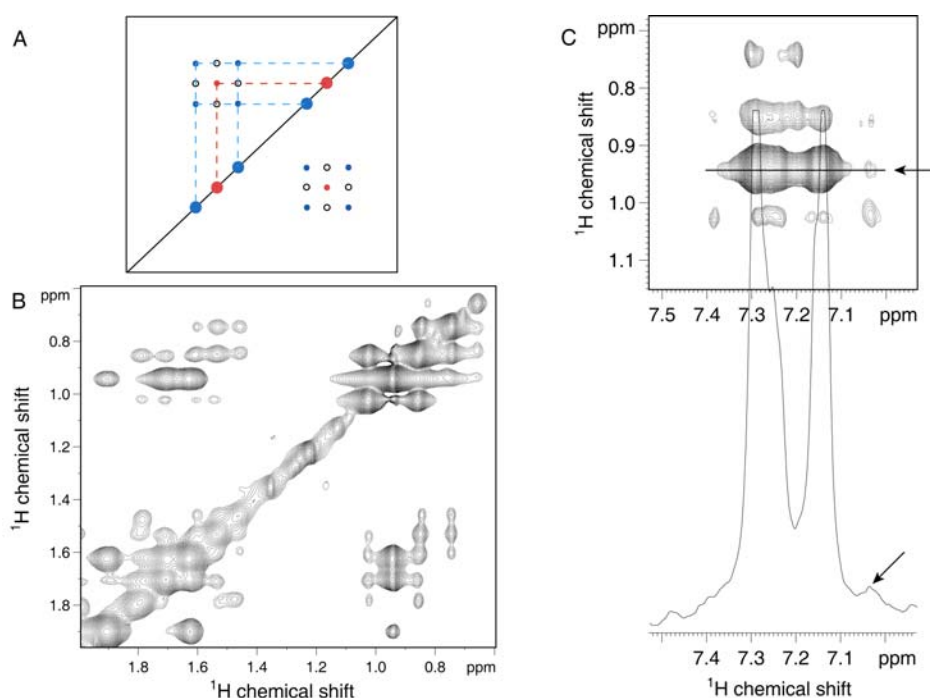 A
B
ppm
0.8
1.0
1.2
1.4
1.6
1.8
¹H chemical shift
1.8 1.6 1.4 1.2 1.0 0.8 ppm
¹H chemical shift
C
ppm
0.8
0.9
1.0
1.1
¹H chemical shift
7.5 7.4 7.3 7.2 7.1 ppm
7.4 7.3 7.2 7.1 ppm
¹H chemical shift